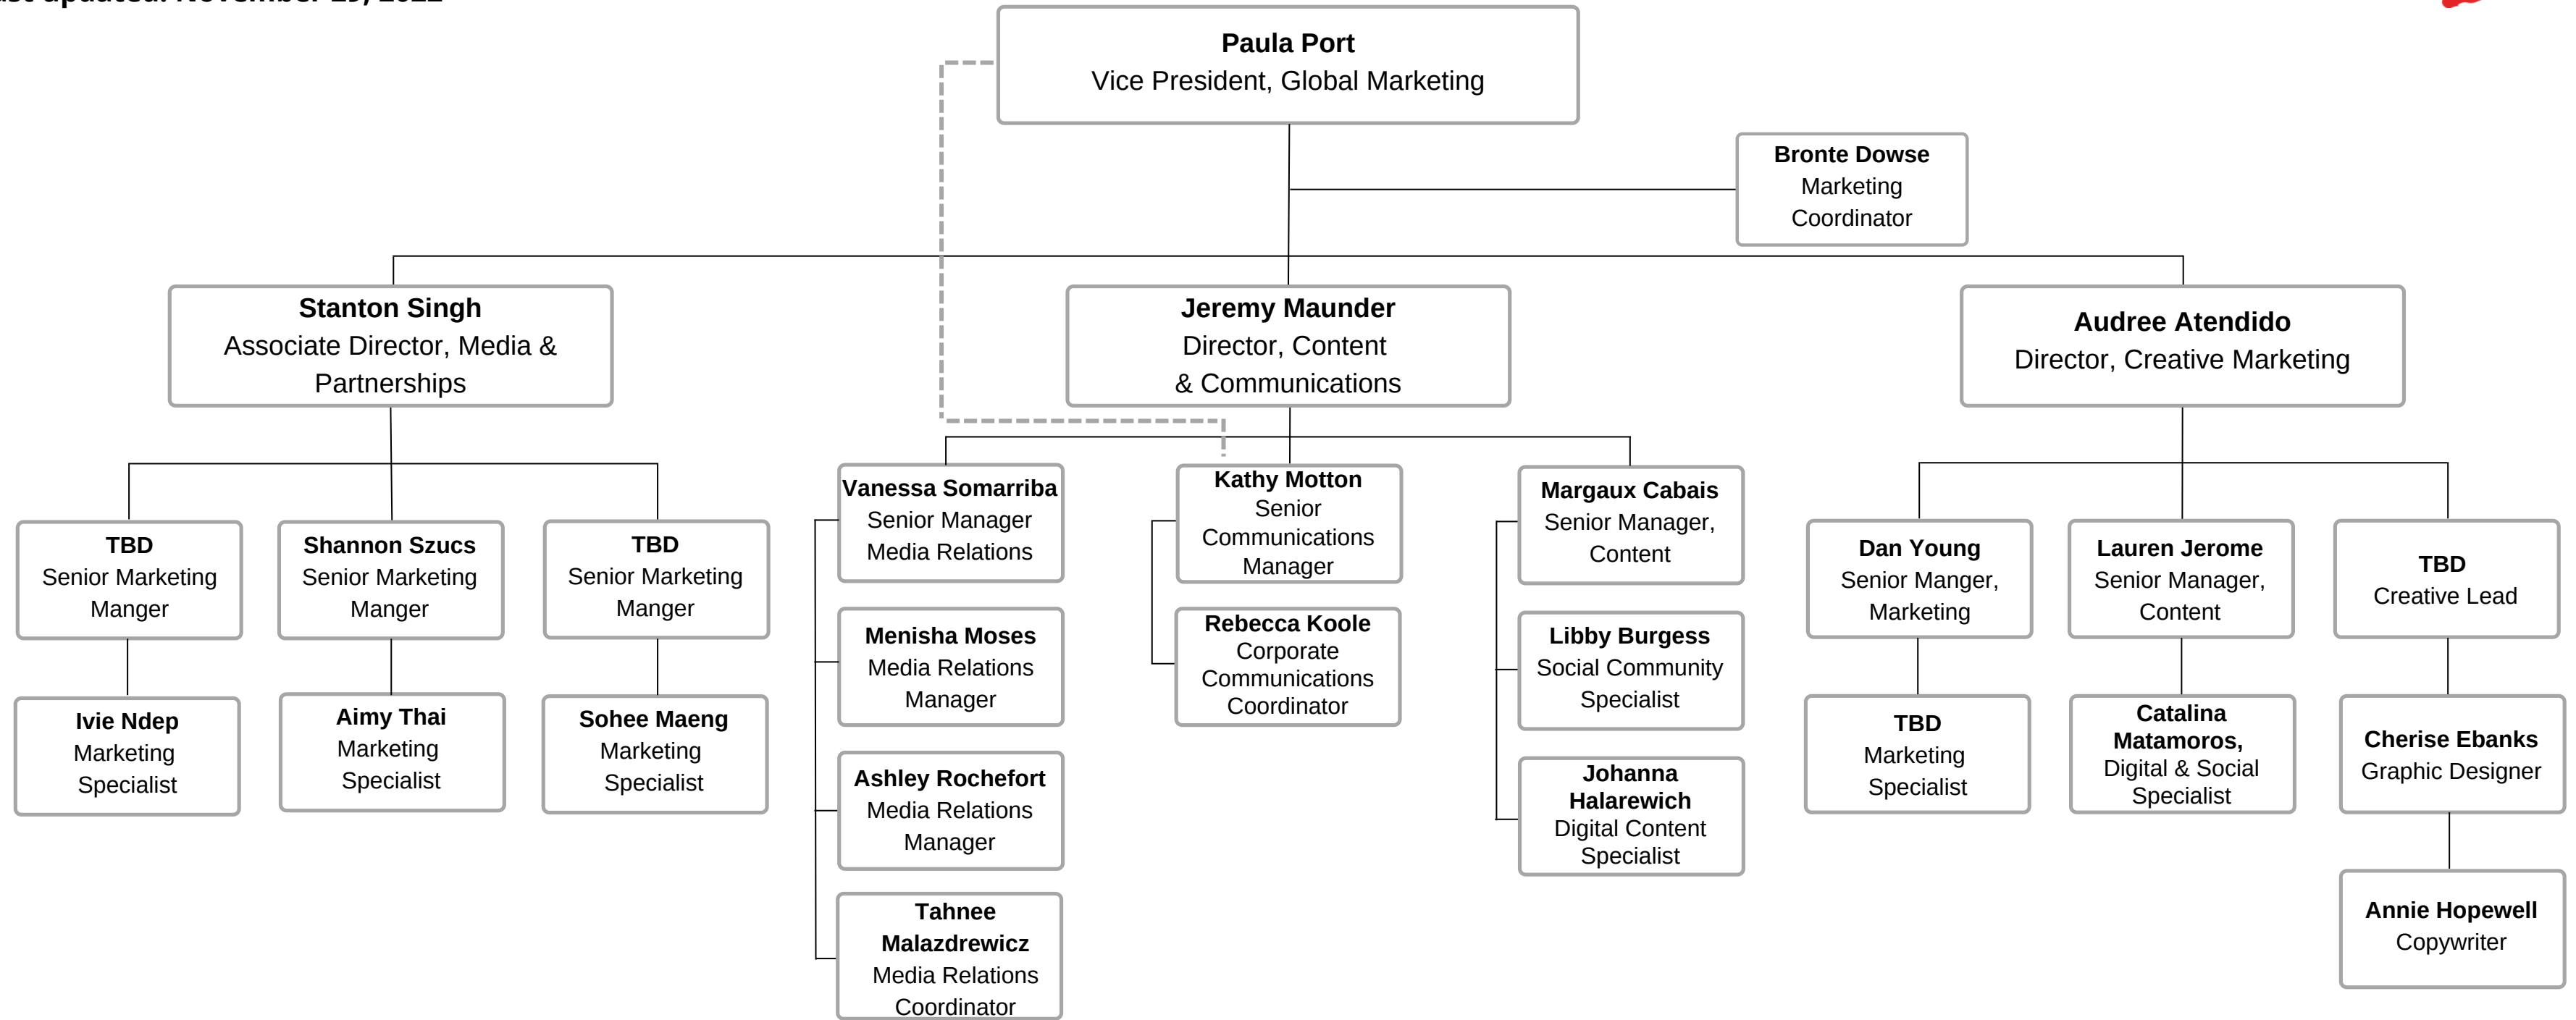 Paula Port
Vice President, Global Marketing
Bronte Dowse
Marketing
Coordinator
Stanton Singh
Associate Director, Media &
Partnerships
Jeremy Maunder
Director, Content
& Communications
Audree Atendido
Director, Creative Marketing
TBD
Senior Marketing
Manger
Shannon Szucs
Senior Marketing
Manger
TBD
Senior Marketing
Manger
Vanessa Somarriba
Senior Manager
Media Relations
Kathy Motton
Senior
Communications
Manager
Margaux Cabais
Senior Manager,
Content
Dan Young
Senior Manger,
Marketing
Lauren Jerome
Senior Manager,
Content
TBD
Creative Lead
Ivie Ndep
Marketing
Specialist
Aimy Thai
Marketing
Specialist
Sohee Maeng
Marketing
Specialist
Menisha Moses
Media Relations
Manager
Rebecca Koole
Corporate
Communications
Coordinator
Libby Burgess
Social Community
Specialist
TBD
Marketing
Specialist
Catalina
Matamoros,
Digital & Social
Specialist
Cherise Ebanks
Graphic Designer
Ashley Rochefort
Media Relations
Manager
Johanna
Halarewich
Digital Content
Specialist
Tahnee
Malazdrewicz
Media Relations
Coordinator
Annie Hopewell
Copywriter